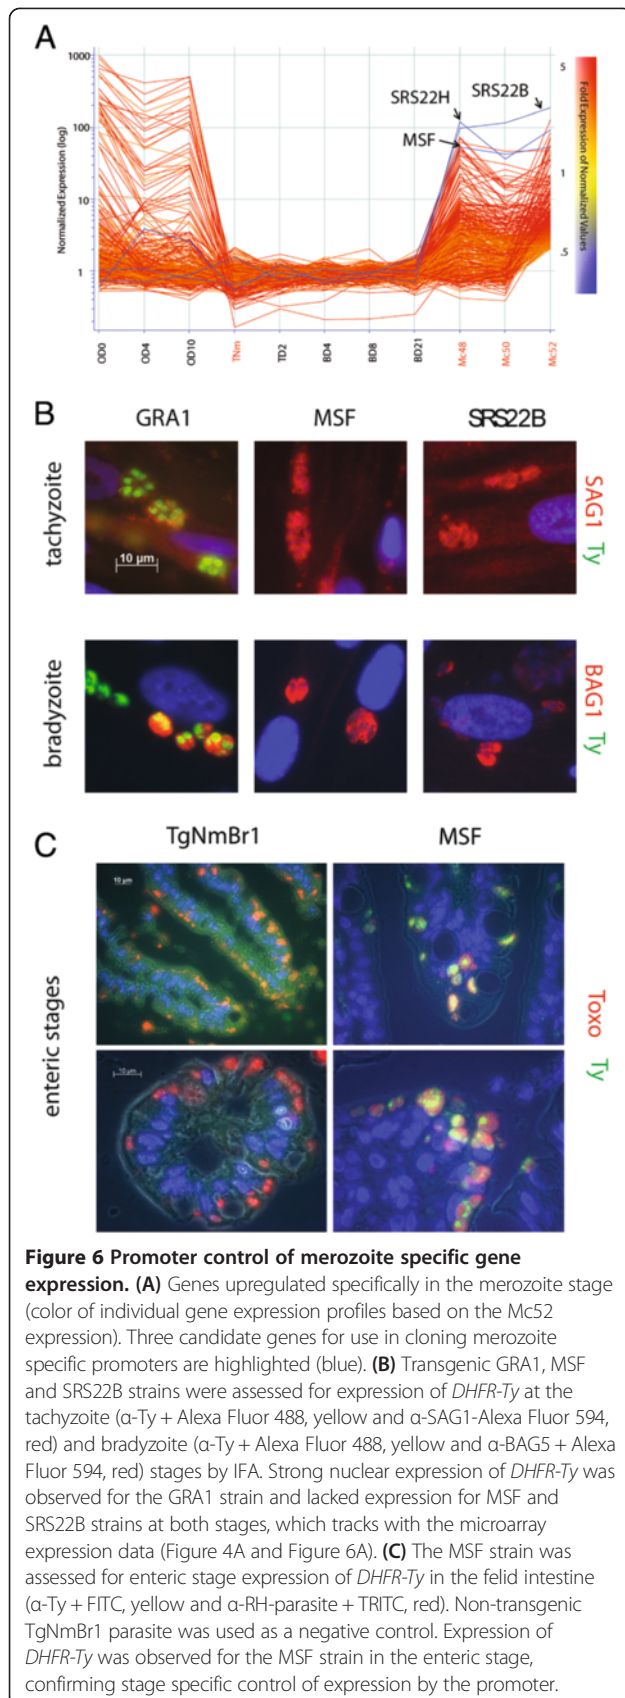 A
1000
100
10
1
Normalized Expression (log)
SRS22H
SRS22B
MSF
5
1
.5
Fold Expression of Normalized Values
OD0
OD4
OD10
TNm
TD2
BD4
BD8
BD21
Mc48
Mc50
Mc52
B
GRA1
MSF
SRS22B
tachyzoite
10 µm
SAG1 Ty
bradyzoite
BAG1 Ty
C
TgNmBr1
MSF
enteric stages
10 µm
10 µm
Toxo Ty
Figure 6 Promoter control of merozoite specific gene
expression. (A) Genes upregulated specifically in the merozoite stage
(color of individual gene expression profiles based on the Mc52
expression). Three candidate genes for use in cloning merozoite
specific promoters are highlighted (blue). (B) Transgenic GRA1, MSF
and SRS22B strains were assessed for expression of DHFR-Ty at the
tachyzoite (α-Ty + Alexa Fluor 488, yellow and α-SAG1-Alexa Fluor 594,
red) and bradyzoite (α-Ty + Alexa Fluor 488, yellow and α-BAG5 + Alexa
Fluor 594, red) stages by IFA. Strong nuclear expression of DHFR-Ty was
observed for the GRA1 strain and lacked expression for MSF and
SRS22B strains at both stages, which tracks with the microarray
expression data (Figure 4A and Figure 6A). (C) The MSF strain was
assessed for enteric stage expression of DHFR-Ty in the felid intestine
(α-Ty + FITC, yellow and α-RH-parasite + TRITC, red). Non-transgenic
TgNmBr1 parasite was used as a negative control. Expression of
DHFR-Ty was observed for the MSF strain in the enteric stage,
confirming stage specific control of expression by the promoter.